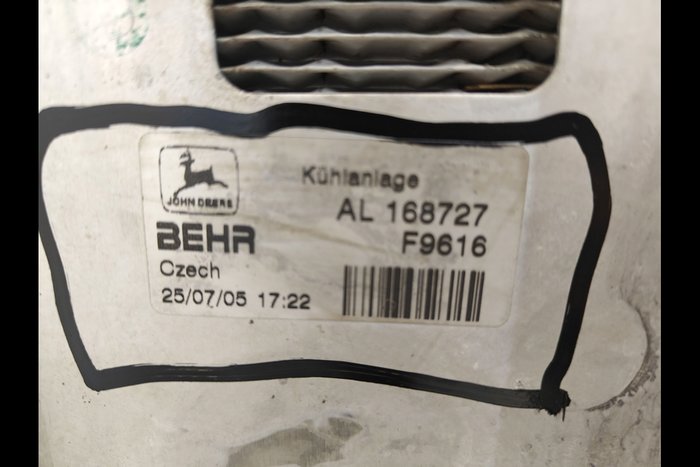 JOHN DEERE
Kühlanlage
AL 168727
BEHR
F9616
Czech
25/07/05 17:22